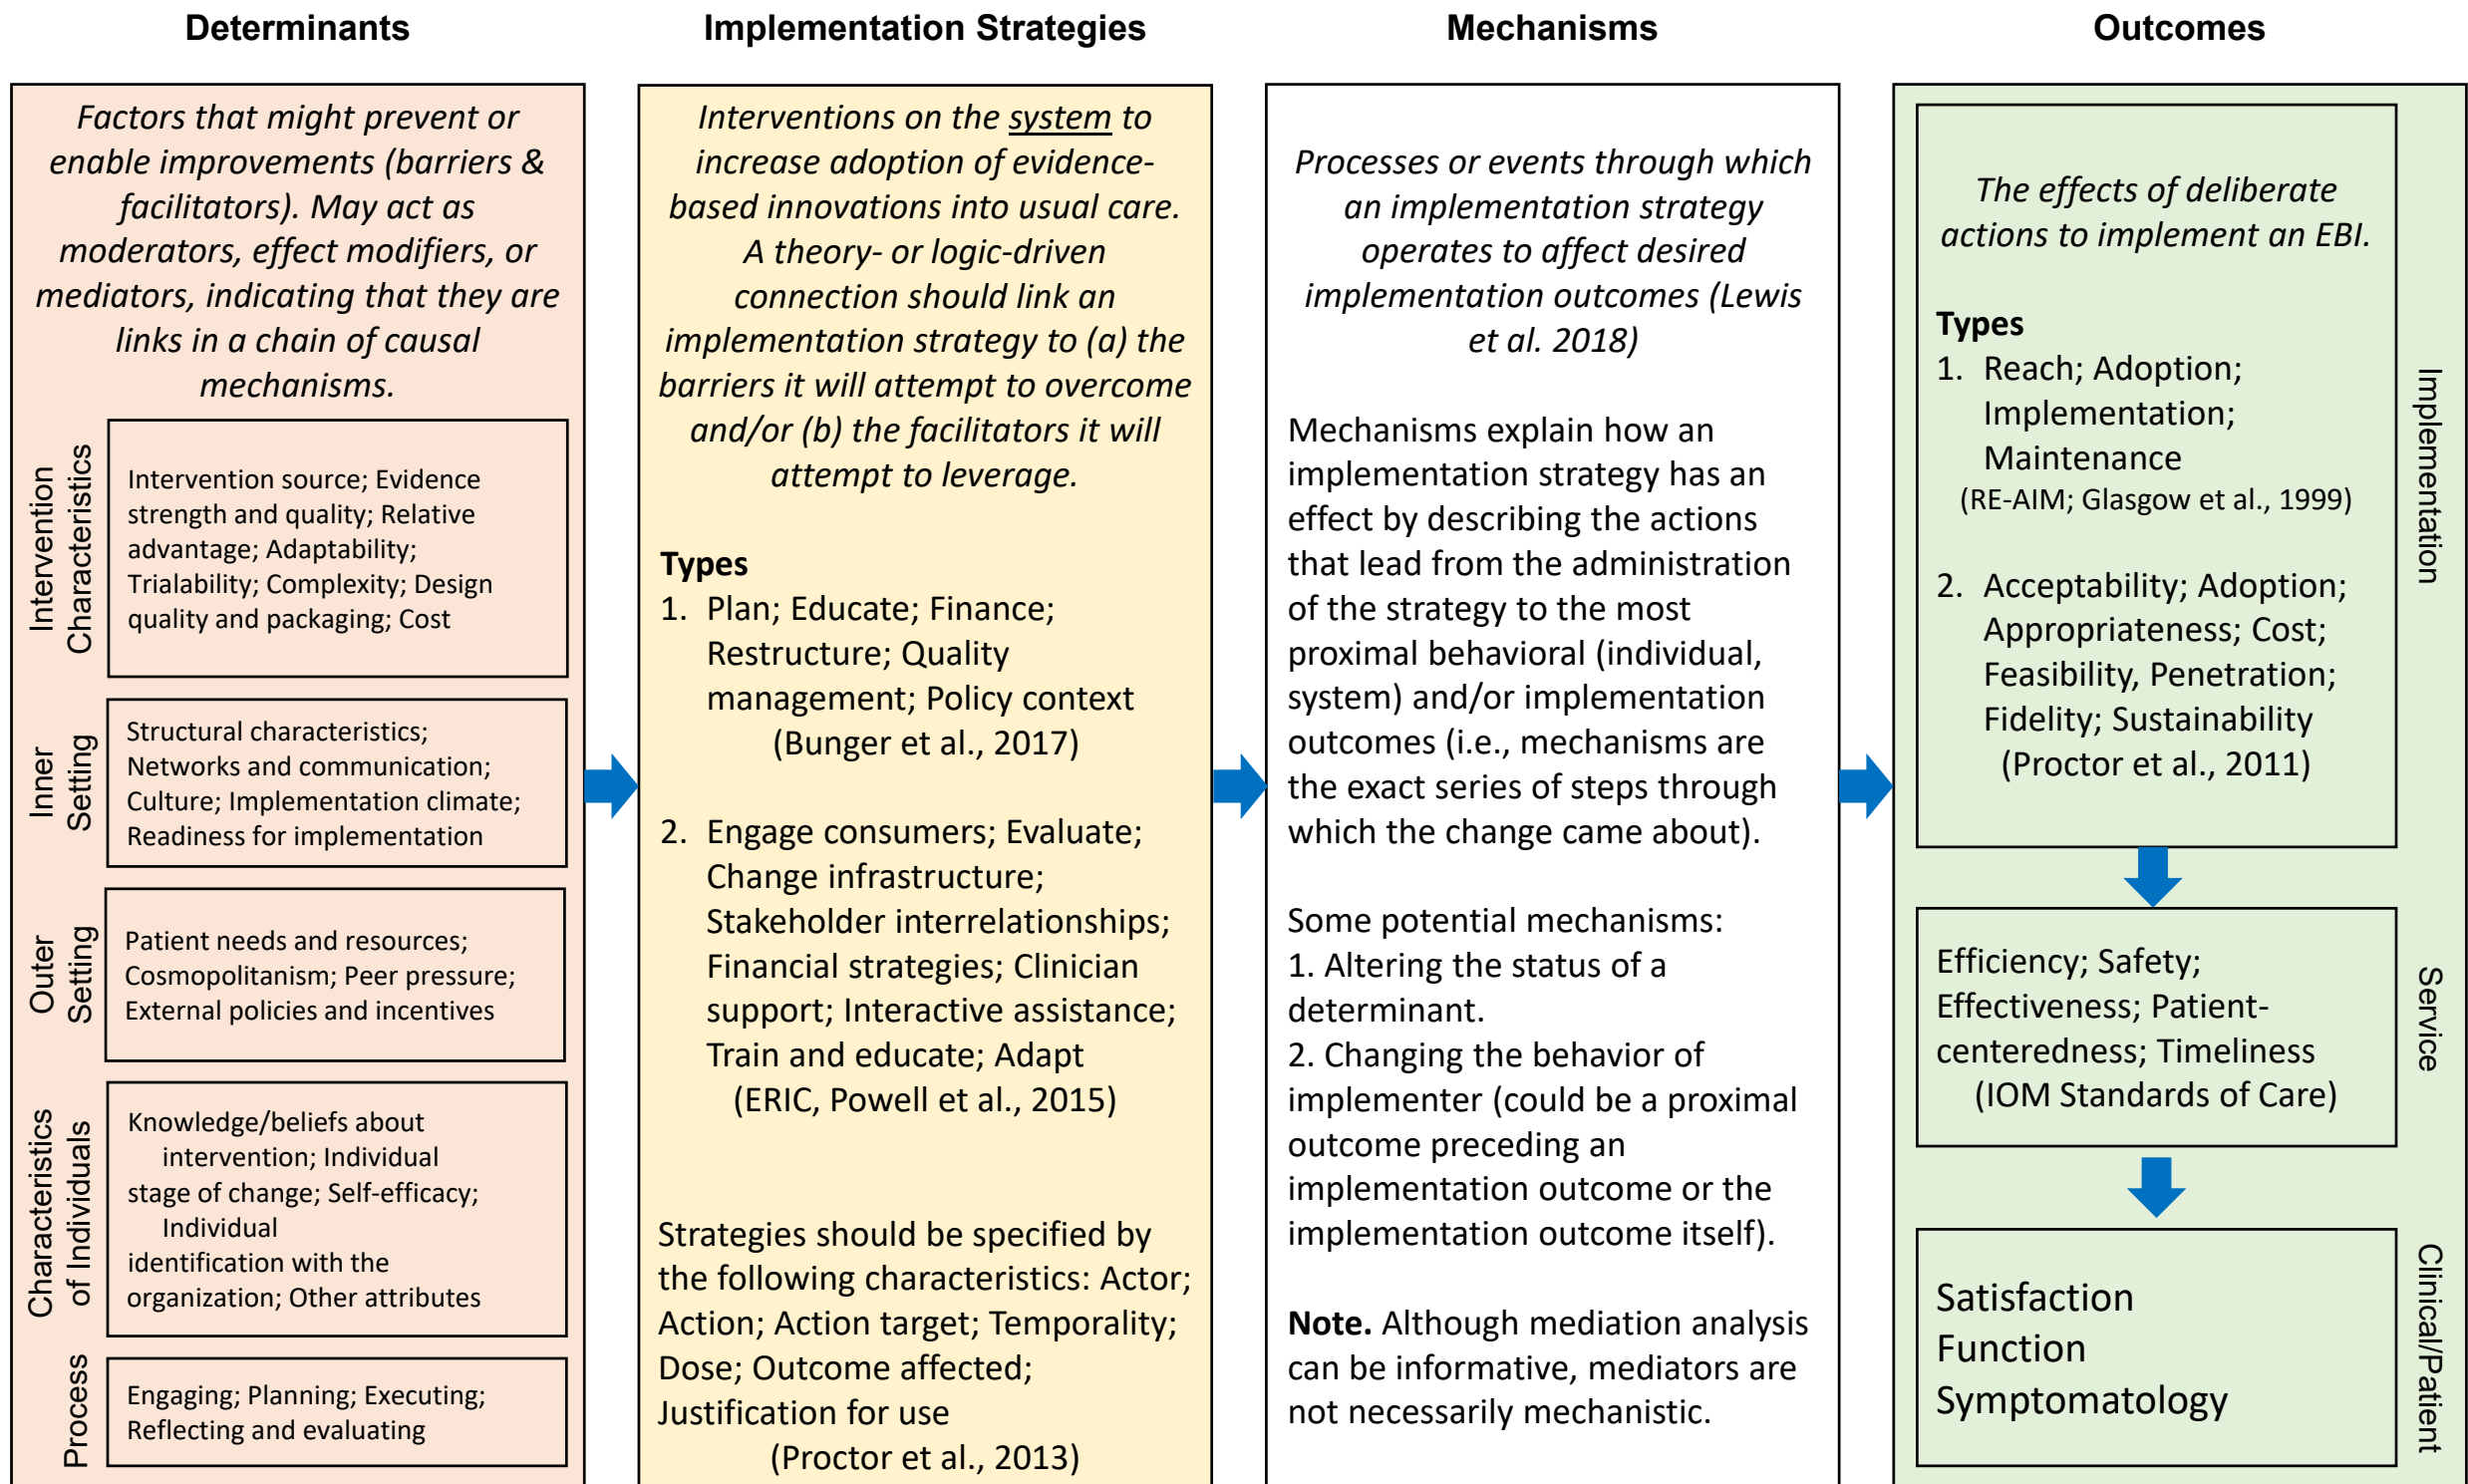 Determinants
Factors that might prevent or
enable improvements (barriers &
facilitators). May act as
moderators, effect modifiers, or
mediators, indicating that they are
links in a chain of causal
mechanisms.
Intervention
Characteristics
Intervention source; Evidence
strength and quality; Relative
advantage; Adaptability;
Trialability; Complexity; Design
quality and packaging; Cost
Inner
Setting
Structural characteristics;
Networks and communication;
Culture; Implementation climate;
Readiness for implementation
Outer
Setting
Patient needs and resources;
Cosmopolitanism; Peer pressure;
External policies and incentives
Characteristics
of Individuals
Knowledge/beliefs about
intervention; Individual
stage of change; Self-efficacy;
Individual
identification with the
organization; Other attributes
Process
Engaging; Planning; Executing;
Reflecting and evaluating
Implementation Strategies
Interventions on the system to
increase adoption of evidence-
based innovations into usual care.
A theory- or logic-driven
connection should link an
implementation strategy to (a) the
barriers it will attempt to overcome
and/or (b) the facilitators it will
attempt to leverage.
Types
1. Plan; Educate; Finance;
Restructure; Quality
management; Policy context
(Bunger et al., 2017)
2. Engage consumers; Evaluate;
Change infrastructure;
Stakeholder interrelationships;
Financial strategies; Clinician
support; Interactive assistance;
Train and educate; Adapt
(ERIC, Powell et al., 2015)
Strategies should be specified by
the following characteristics: Actor;
Action; Action target; Temporality;
Dose; Outcome affected;
Justification for use
(Proctor et al., 2013)
Mechanisms
Processes or events through which
an implementation strategy
operates to affect desired
implementation outcomes (Lewis
et al. 2018)
Mechanisms explain how an
implementation strategy has an
effect by describing the actions
that lead from the administration
of the strategy to the most
proximal behavioral (individual,
system) and/or implementation
outcomes (i.e., mechanisms are
the exact series of steps through
which the change came about).
Some potential mechanisms:
1. Altering the status of a
determinant.
2. Changing the behavior of
implementer (could be a proximal
outcome preceding an
implementation outcome or the
implementation outcome itself).
Note. Although mediation analysis
can be informative, mediators are
not necessarily mechanistic.
Outcomes
The effects of deliberate
actions to implement an EBI.
Types
1. Reach; Adoption;
Implementation;
Maintenance
(RE-AIM; Glasgow et al., 1999)
2. Acceptability; Adoption;
Appropriateness; Cost;
Feasibility, Penetration;
Fidelity; Sustainability
(Proctor et al., 2011)
Implementation
Efficiency; Safety;
Effectiveness; Patient-
centeredness; Timeliness
(IOM Standards of Care)
Service
Satisfaction
Function
Symptomatology
Clinical/Patient